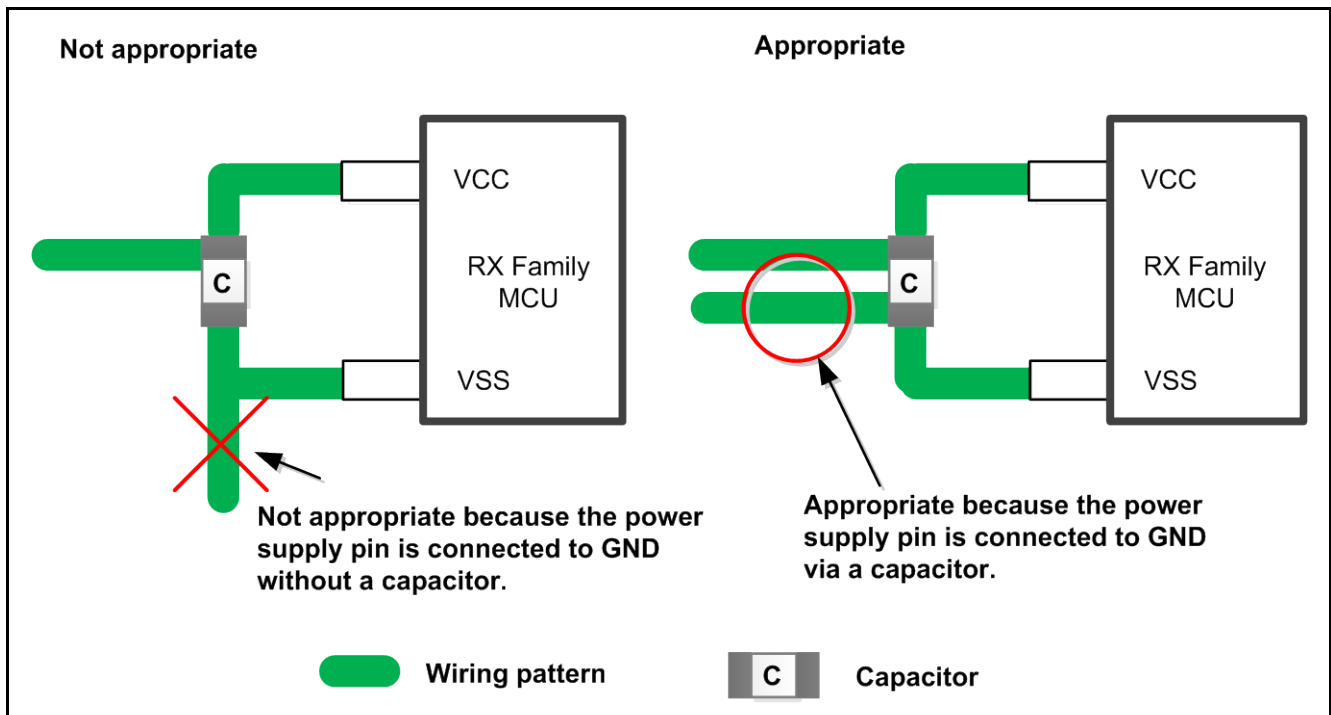 Not appropriate
VCC
RX Family
MCU
C
VSS
Not appropriate because the power
supply pin is connected to GND
without a capacitor.
Appropriate
VCC
RX Family
MCU
C
VSS
Appropriate because the power
supply pin is connected to GND
via a capacitor.
Wiring pattern
C
Capacitor